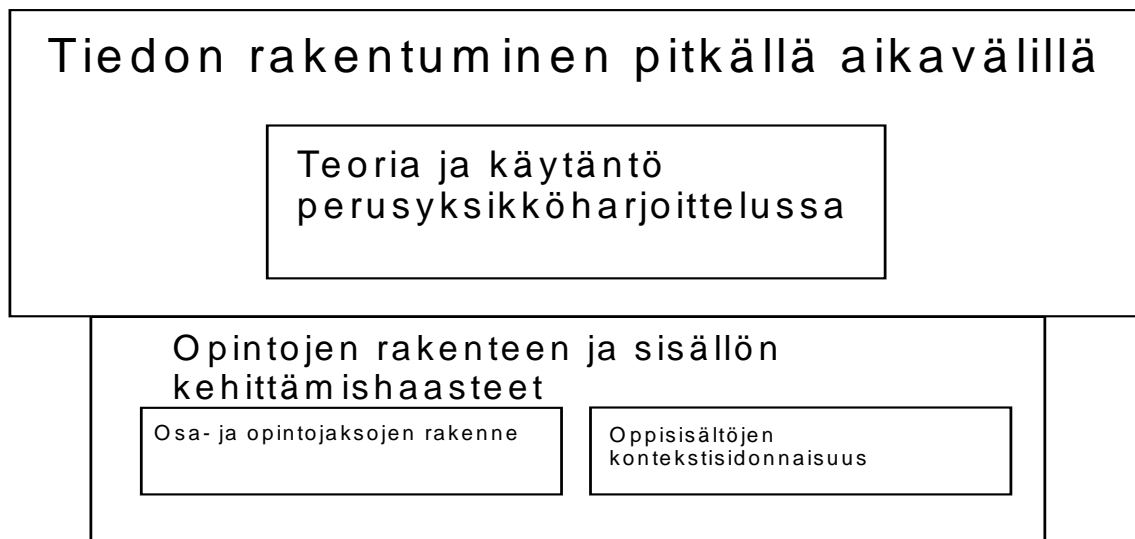 Tiedon rakentuminen pitkällä aikavälillä
Teoria ja käytäntö
perusyksikköharjoittelussa
Opintojen rakenteen ja sisällön
kehittämishaasteet
Osa- ja opintojaksojen rakenne
Oppisisältöjen
kontekstisidonnaisuus